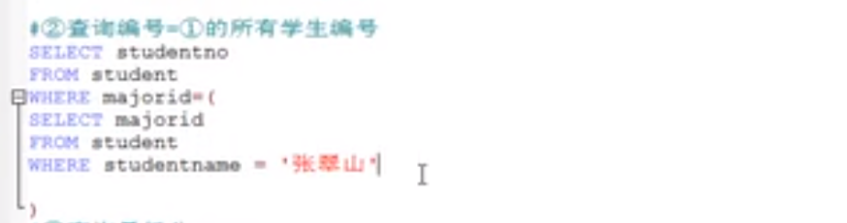 #②查询编号=①的所有学生编号
SELECT studentno
FROM student
WHERE majorid=(
SELECT majorid
FROM student
WHERE studentname = '张翠山'
)